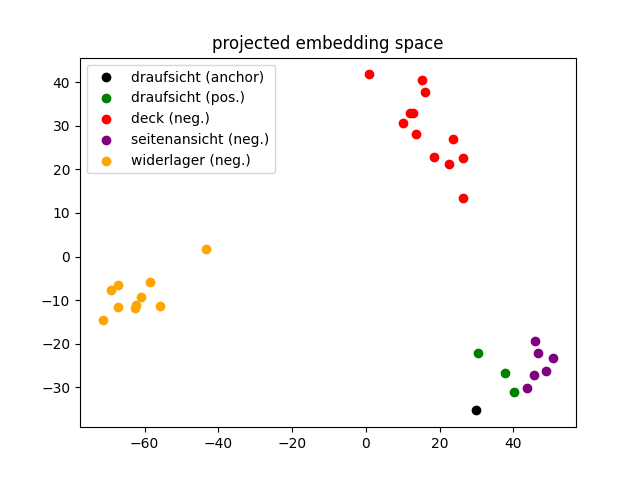 projected embedding space
draufsicht (anchor)
draufsicht (pos.)
deck (neg.)
seitenansicht (neg.)
widerlager (neg.)
40
30
20
10
0
−10
−20
−30
−60 −40 −20 0 20 40